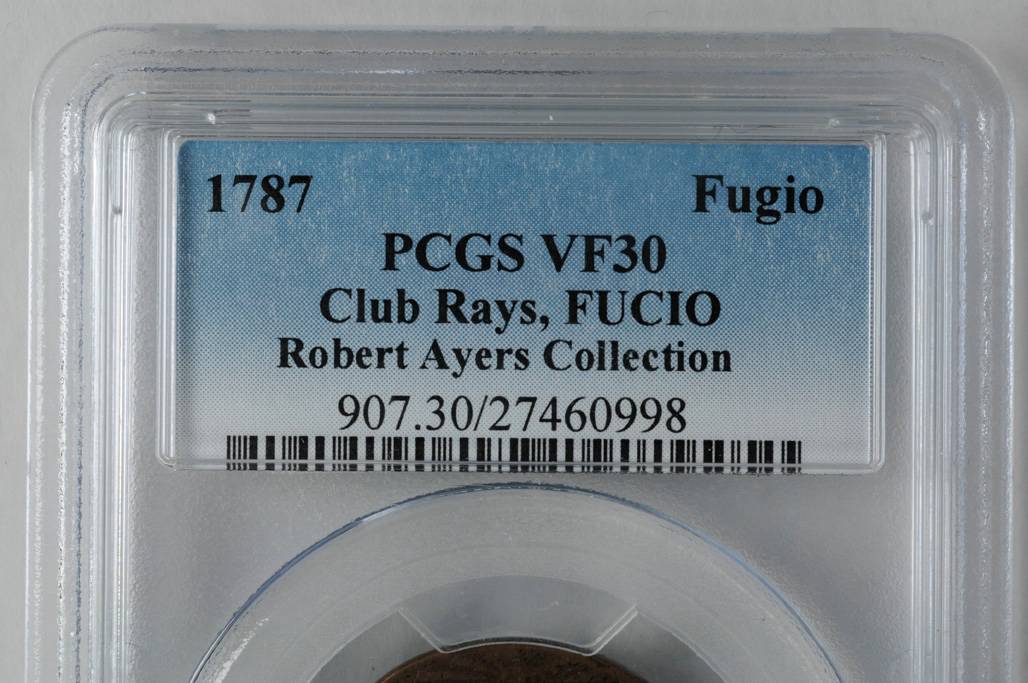 1787 Fugio
PCGS VF30
Club Rays, FUCIO
Robert Ayers Collection
907.30/27460998